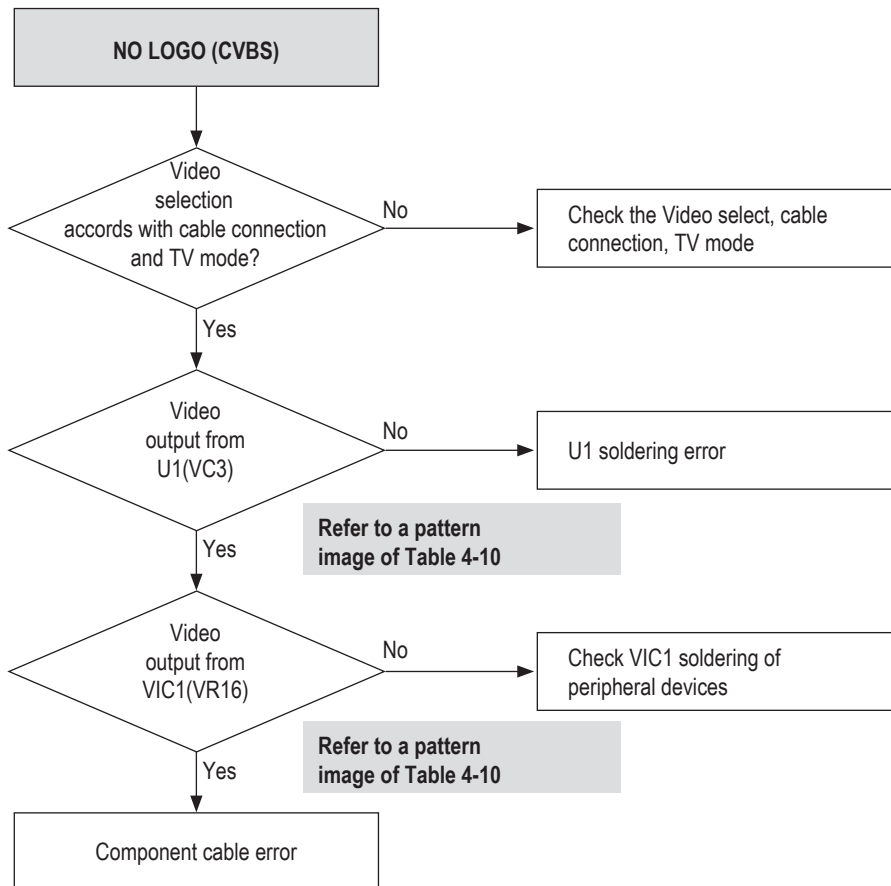 NO LOGO (CVBS)
Video
selection
accords with cable connection
and TV mode?
No
Check the Video select, cable
connection, TV mode
Yes
Video
output from
U1(VC3)
No
U1 soldering error
Refer to a pattern
image of Table 4-10
Yes
Video
output from
VIC1(VR16)
No
Check VIC1 soldering of
peripheral devices
Refer to a pattern
image of Table 4-10
Yes
Component cable error